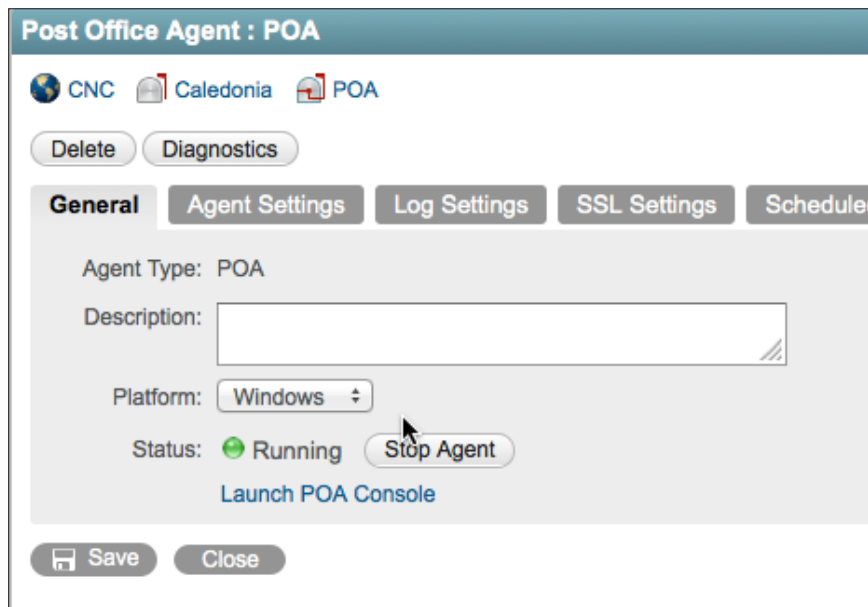 Post Office Agent : POA
CNC Caledonia POA
Delete Diagnostics
General Agent Settings Log Settings SSL Settings Scheduled
Agent Type: POA
Description:
Platform: Windows
Status: Running Stop Agent
Launch POA Console
Save Close